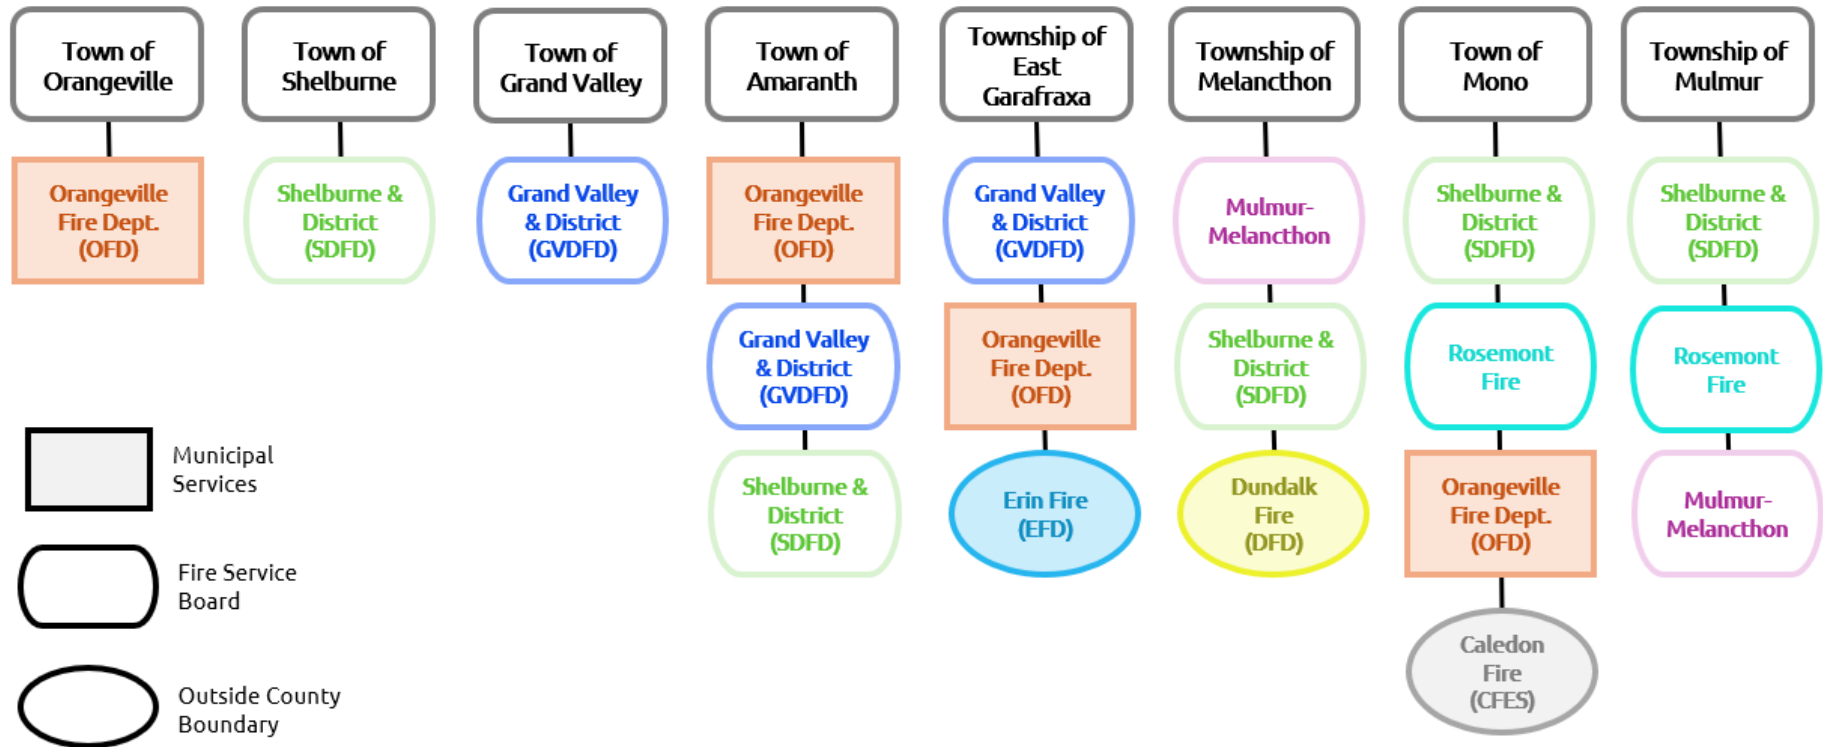 Town of
Orangeville
Town of
Shelburne
Town of
Grand Valley
Town of
Amaranth
Township of
East
Garafraxa
Township of
Melancthon
Town of
Mono
Township of
Mulmur
Orangeville
Fire Dept.
(OFD)
Shelburne &
District
(SDFD)
Grand Valley
& District
(GVDFD)
Orangeville
Fire Dept.
(OFD)
Grand Valley
& District
(GVDFD)
Mulmur-
Melancthon
Shelburne &
District
(SDFD)
Shelburne &
District
(SDFD)
Grand Valley
& District
(GVDFD)
Orangeville
Fire Dept.
(OFD)
Shelburne &
District
(SDFD)
Rosemont
Fire
Rosemont
Fire
Shelburne &
District
(SDFD)
Erin Fire
(EFD)
Dundalk
Fire
(DFD)
Orangeville
Fire Dept.
(OFD)
Mulmur-
Melancthon
Caledon
Fire
(CFES)
Municipal
Services
Fire Service
Board
Outside County
Boundary